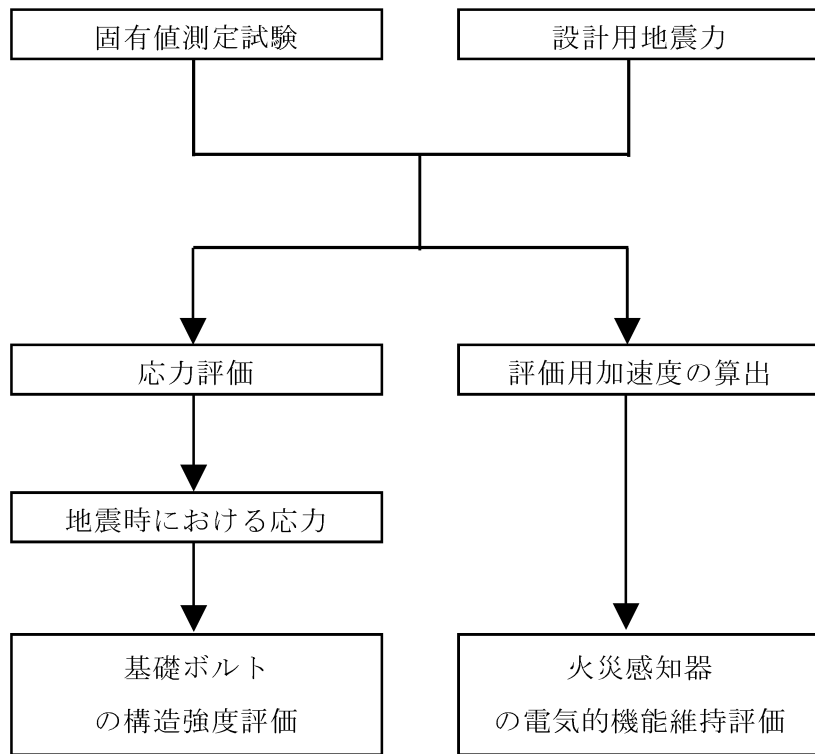 固有値測定試験
設計用地震力
応力評価
評価用加速度の算出
地震時における応力
基礎ボルト
の構造強度評価
火災感知器
の電気的機能維持評価